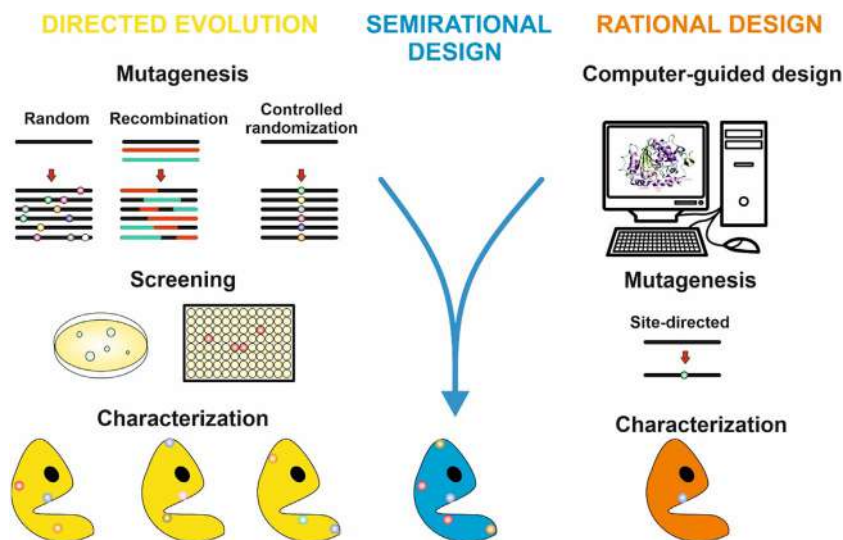 DIRECTED EVOLUTION
SEMIRATIONAL
DESIGN
RATIONAL DESIGN
Mutagenesis
Random
Recombination
Controlled
randomization
Screening
Characterization
Computer-guided design
Mutagenesis
Site-directed
Characterization